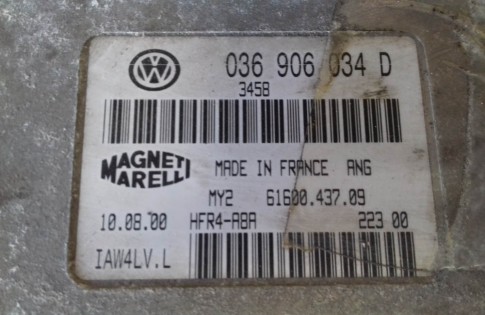 VW 036 906 034 D
3458
MAGNETI MARELLI MADE IN FRANCE ANG
MY2 61600.437.09
10.08.00 HFR4-A8A 223 00
IAW4LV.L